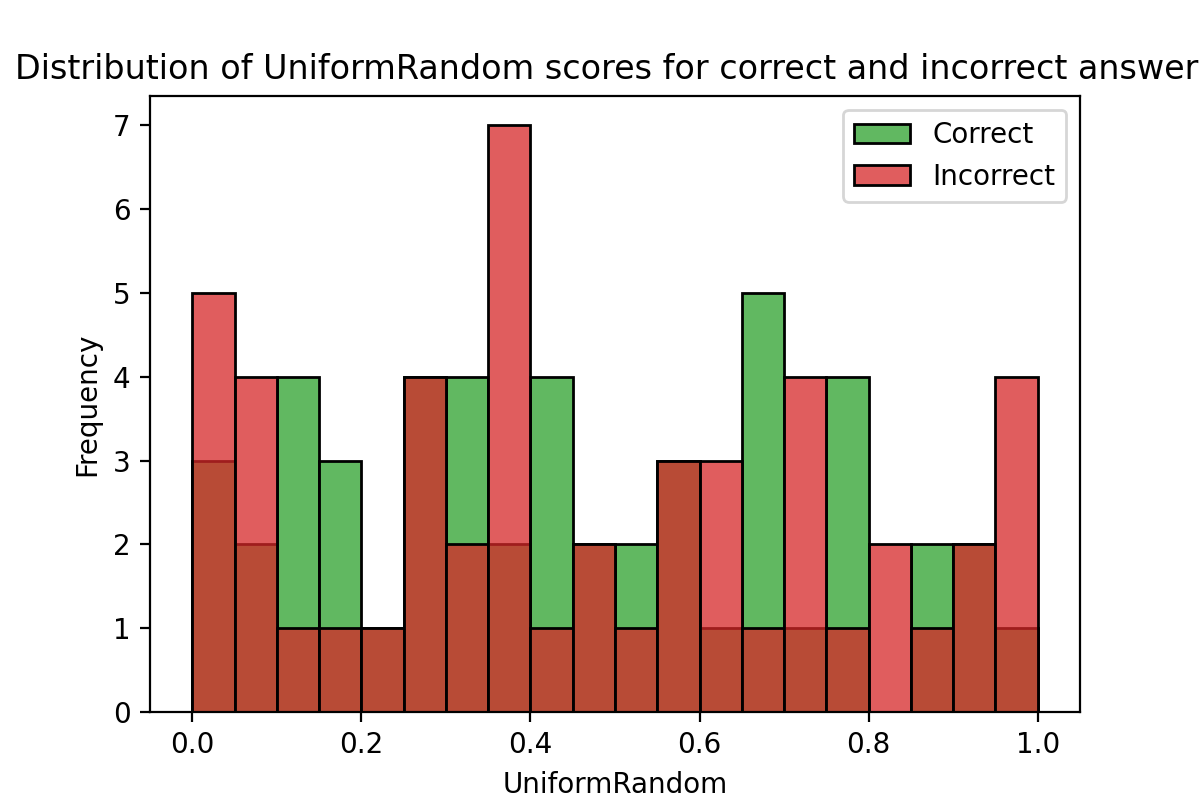 Distribution of UniformRandom scores for correct and incorrect answer
Correct
Incorrect
Frequency
7
6
5
4
3
2
1
0
0.0 0.2 0.4 0.6 0.8 1.0
UniformRandom